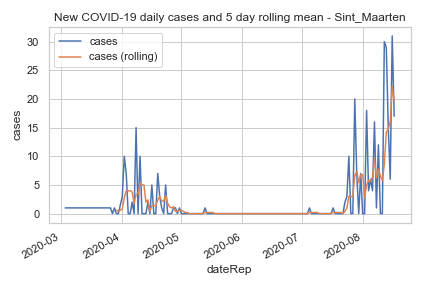 New COVID-19 daily cases and 5 day rolling mean - Sint_Maarten
cases
cases (rolling)
30
25
20
15
10
5
0
cases
2020-03
2020-04
2020-05
2020-06
2020-07
2020-08
dateRep